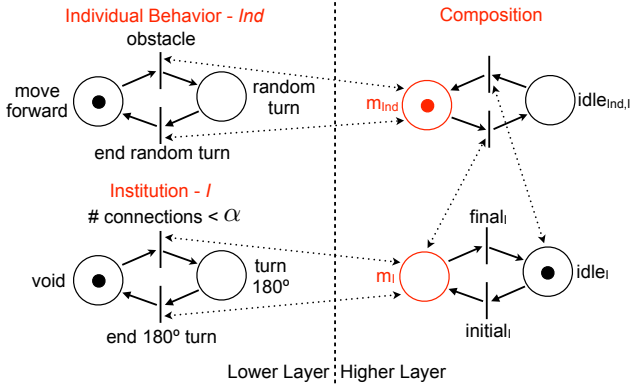 Individual Behavior - Ind
obstacle
move
forward
random
turn
end random turn
Institution - I
# connections < α
void
turn
180º
end 180º turn
Lower Layer
Composition
mInd
idleInd,I
finalI
mI
idleI
initialI
Higher Layer